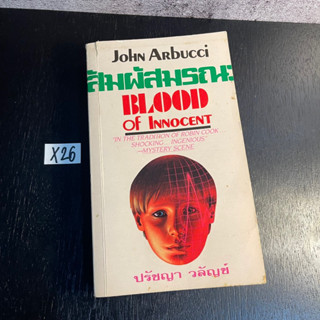 John Arbucci
สัมผัสมรณะ
BLOOD
of INNOCENT
"IN THE TRADITION OF ROBIN COOK
SHOCKING... INGENIOUS"
—MYSTERY SCENE
X26
ปรัชญา วลัญช์